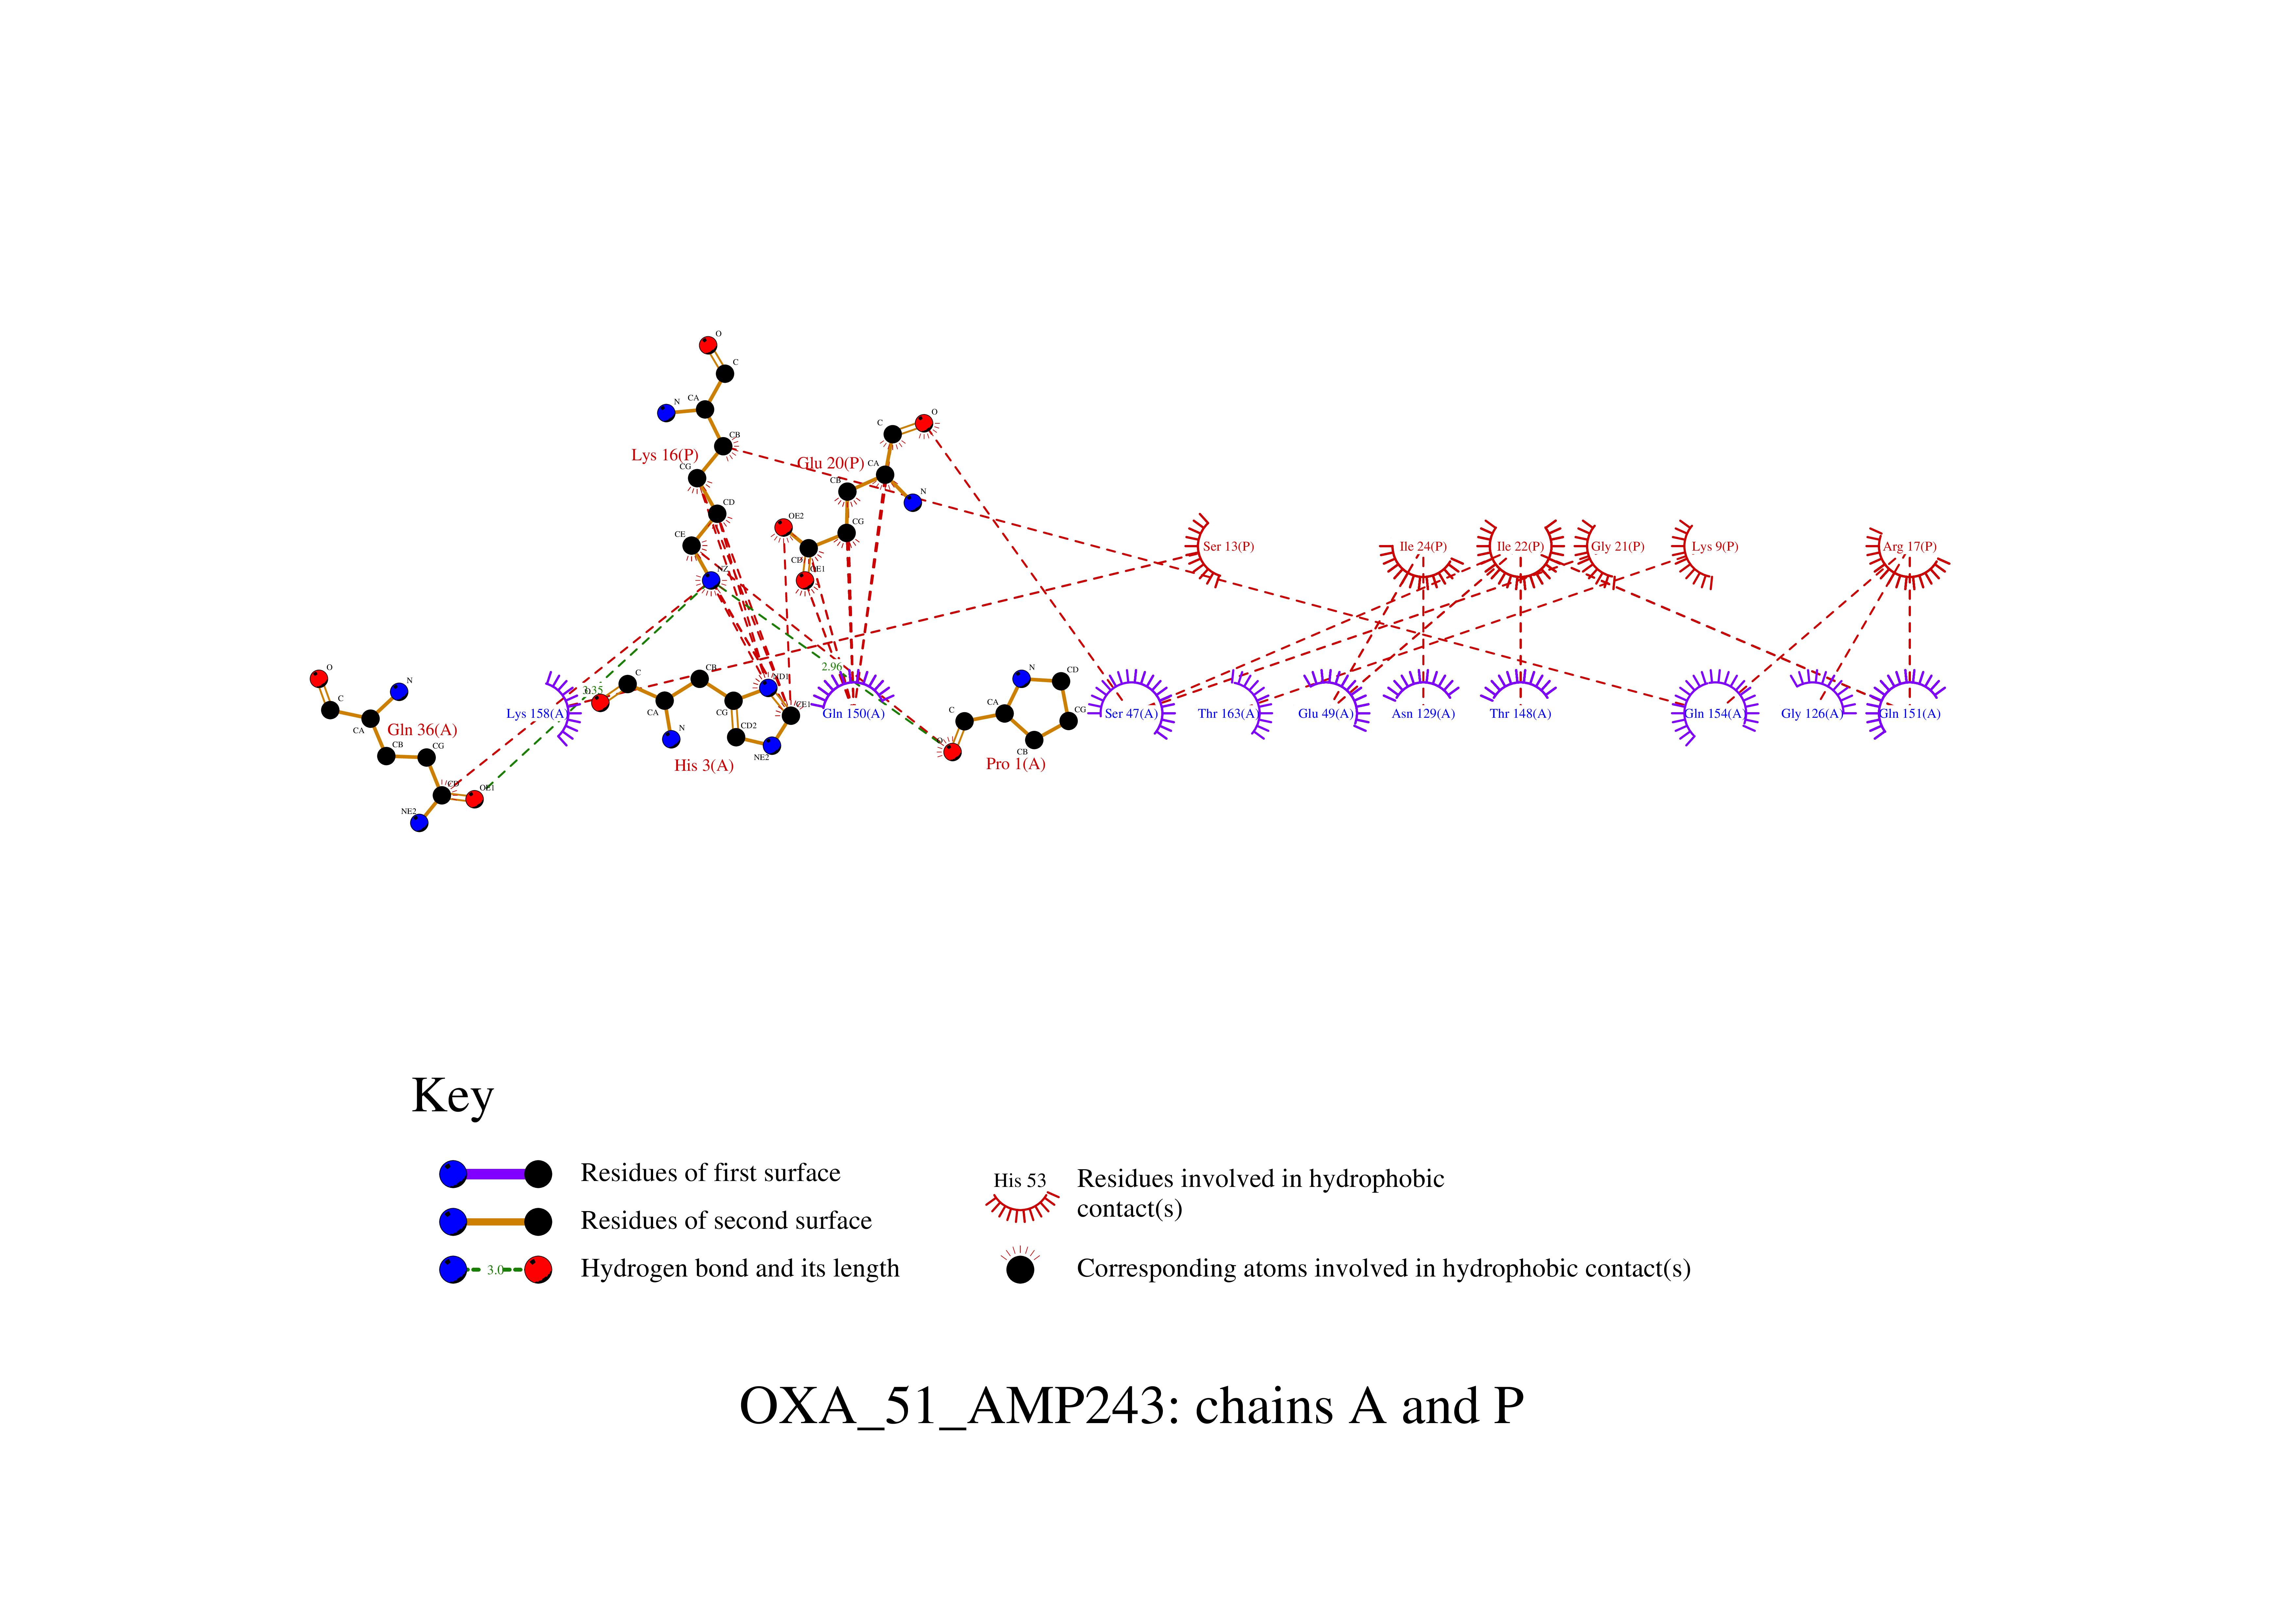 O
C
N
CA
CB
Lys 16(P)
CG
CD
CE
NZ
O
C
CA
Glu 20(P)
CB
N
OE2
CG
CD
OE1
Ser 13(P)
Ile 24(P)
Ile 22(P)
Gly 21(P)
Lys 9(P)
Arg 17(P)
2.96
3.35
O
C
N
CA
Gln 36(A)
CB
CG
CD
OE1
NE2
Lys 158(A)
O
C
CB
ND1
CA
CG
CE1
N
CD2
NE2
His 3(A)
Gln 150(A)
N
CD
CA
C
CG
O
CB
Pro 1(A)
Ser 47(A)
Thr 163(A)
Glu 49(A)
Asn 129(A)
Thr 148(A)
Gln 154(A)
Gly 126(A)
Gln 151(A)
Key
Residues of first surface
Residues of second surface
3.0
Hydrogen bond and its length
His 53
Residues involved in hydrophobic
contact(s)
Corresponding atoms involved in hydrophobic contact(s)
OXA_51_AMP243: chains A and P